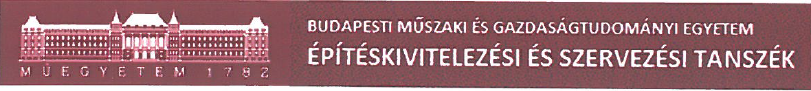 BUDAPESTI MŰSZAKI ÉS GAZDASÁGTUDOMÁNYI EGYETEM
ÉPÍTÉSKIVITELEZÉSI ÉS SZERVEZÉSI TANSZÉK
MŰEGYETEM 1782